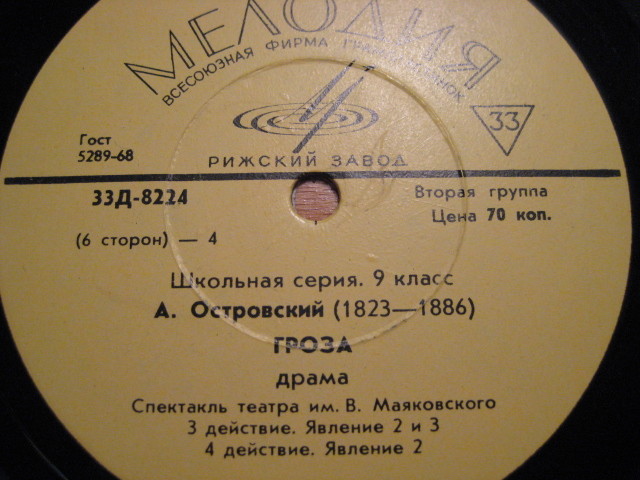 МЕЛОДИЯ
ВСЕСОЮЗНАЯ ФИРМА
33
Гост
5289-68
РИЖСКИЙ ЗАВОД
33Д-8224
Вторая группа
Цена 70 коп.
(6 сторон) — 4
Школьная серия. 9 класс
А. Островский (1823—1886)
ГРОЗА
драма
Спектакль театра им. В. Маяковского
3 действие. Явление 2 и 3
4 действие. Явление 2